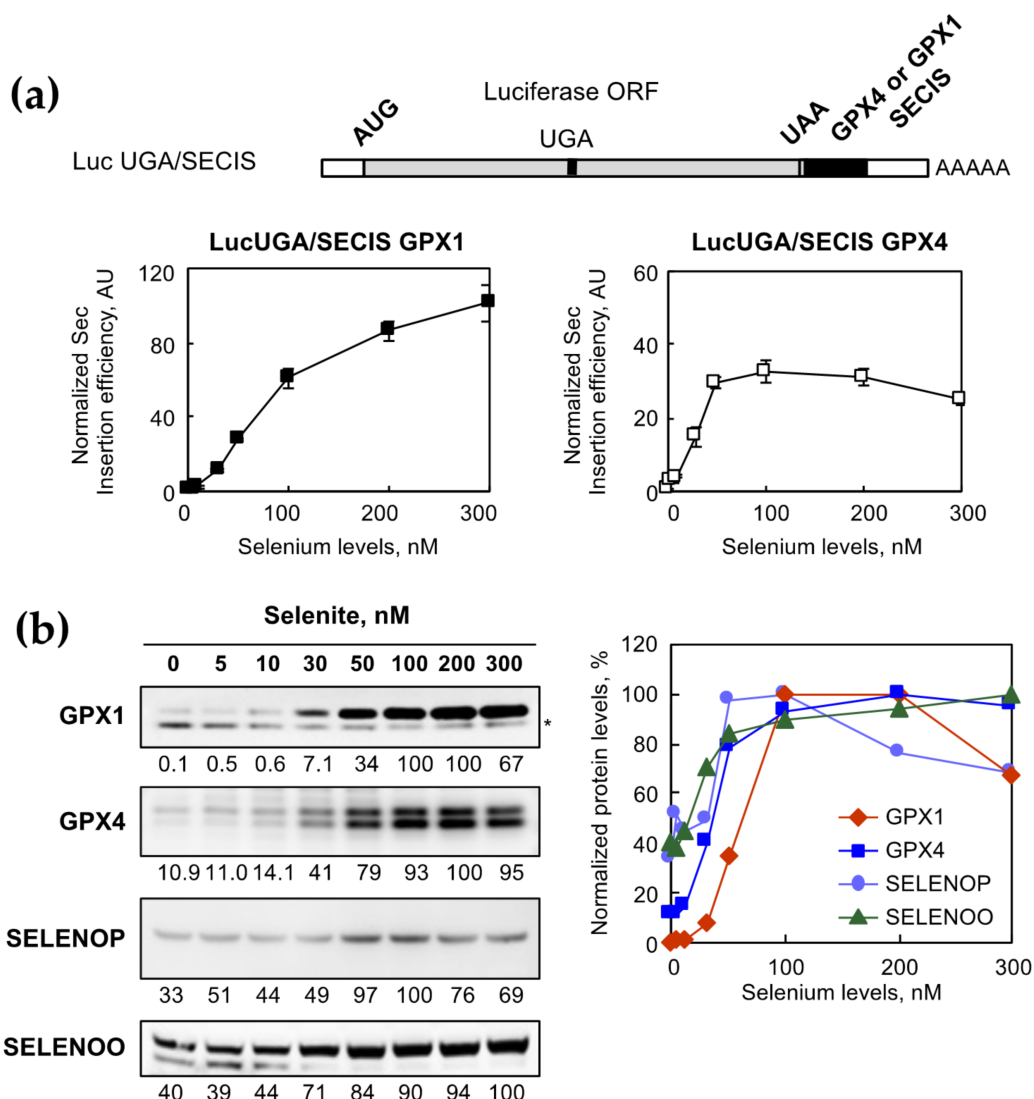 (a)
Luciferase ORF
AUG
UGA
UAA
GPX4 or GPX1
SECIS
Luc UGA/SECIS
AAAAA
LucUGA/SECIS GPX1
Normalized Sec
Insertion efficiency, AU
120
80
40
0
0 100 200 300
Selenium levels, nM
LucUGA/SECIS GPX4
Normalized Sec
Insertion efficiency, AU
60
40
20
0
0 100 200 300
Selenium levels, nM
(b)
Selenite, nM
0 5 10 30 50 100 200 300
GPX1
*
0.1 0.5 0.6 7.1 34 100 100 67
GPX4
10.9 11.0 14.1 41 79 93 100 95
SELENOP
33 51 44 49 97 100 76 69
SELENOO
40 39 44 71 84 90 94 100
Normalized protein levels, %
120
100
80
60
40
20
0
0 100 200 300
Selenium levels, nM
GPX1
GPX4
SELENOP
SELENOO